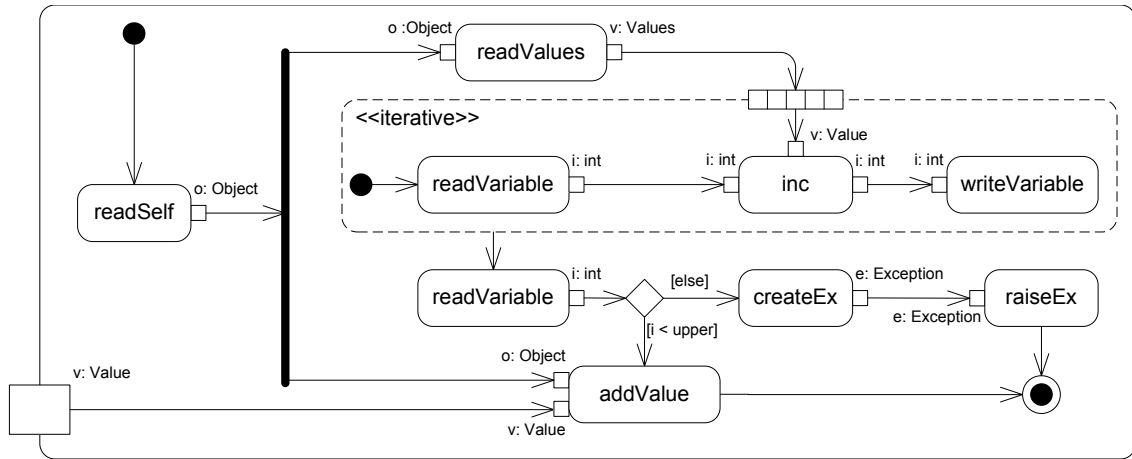 o :Object
v: Values
readValues
<<iterative>>
v: Value
i: int
i: int
i: int
i: int
readVariable
inc
writeVariable
o: Object
readSelf
i: int
[else]
e: Exception
readVariable
createEx
raiseEx
e: Exception
[i < upper]
o: Object
v: Value
addValue
v: Value